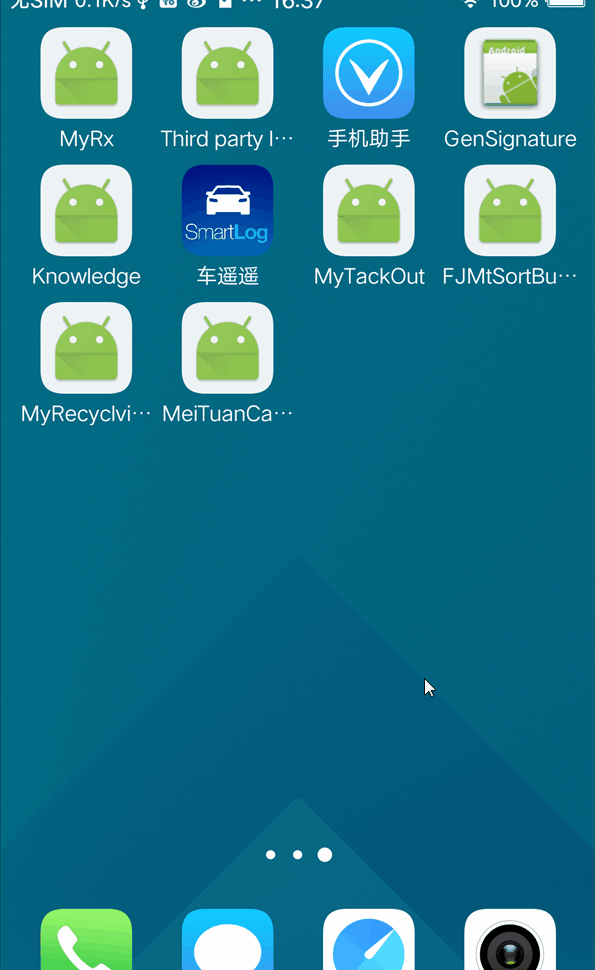 无SIM 0.1K/s ··· 16:37 100%
MyRx Third party l··· 手机助手 GenSignature
Android
SmartLog
Knowledge 车遥遥 MyTackOut FJMtSortBu···
MyRecyclvi··· MeiTuanCa···